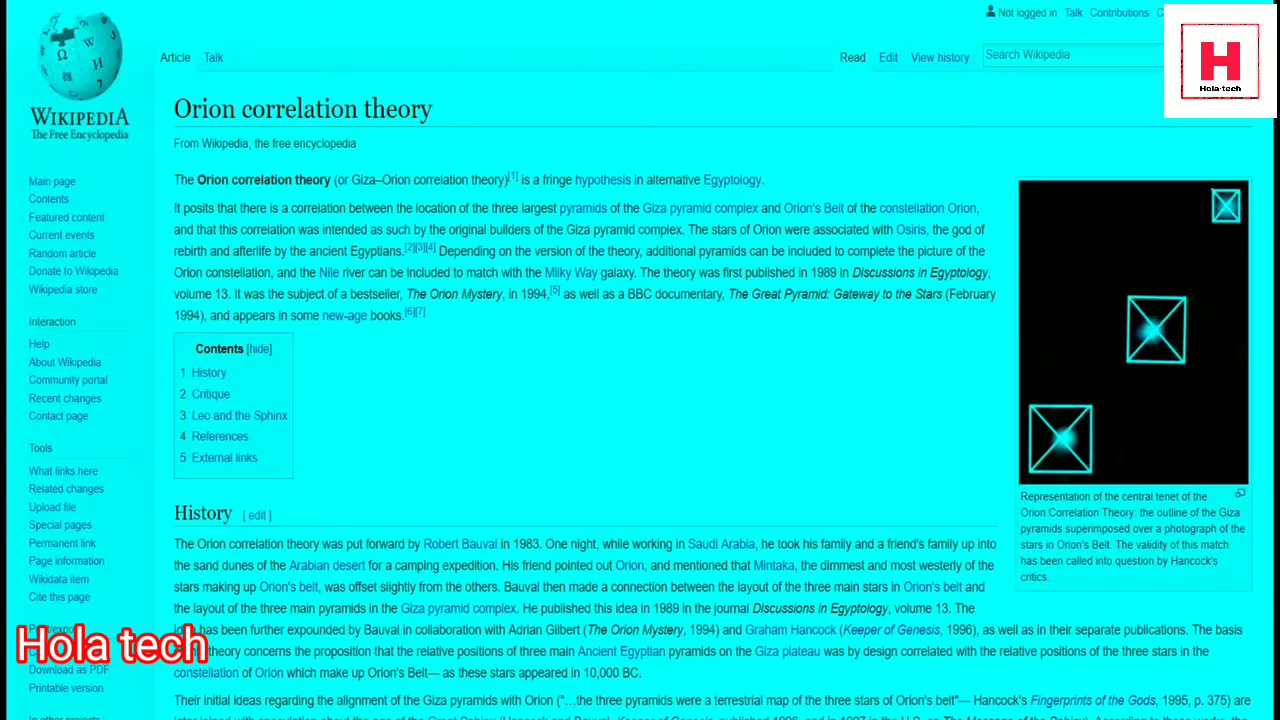 Not logged in Talk Contributions
H
Hola-tech
Article Talk
Read Edit View history
Search Wikipedia
WIKIPEDIA
The Free Encyclopedia
Orion correlation theory
From Wikipedia, the free encyclopedia
Main page
Contents
Featured content
Current events
Random article
Donate to Wikipedia
Wikipedia store
Interaction
Help
About Wikipedia
Community portal
Recent changes
Contact page
Tools
What links here
Related changes
Upload file
Special pages
Permanent link
Page information
Wikidata item
Cite this page
Hola tech
Download as PDF
Printable version
The Orion correlation theory (or Giza–Orion correlation theory)[1] is a fringe hypothesis in alternative Egyptology.
It posits that there is a correlation between the location of the three largest pyramids of the Giza pyramid complex and Orion's Belt of the constellation Orion,
and that this correlation was intended as such by the original builders of the Giza pyramid complex. The stars of Orion were associated with Osiris, the god of
rebirth and afterlife by the ancient Egyptians.[2][3][4] Depending on the version of the theory, additional pyramids can be included to complete the picture of the
Orion constellation, and the Nile river can be included to match with the Milky Way galaxy. The theory was first published in 1989 in Discussions in Egyptology,
volume 13. It was the subject of a bestseller, The Orion Mystery, in 1994,[5] as well as a BBC documentary, The Great Pyramid: Gateway to the Stars (February
1994), and appears in some new-age books.[6][7]
Contents [hide]
1 History
2 Critique
3 Leo and the Sphinx
4 References
5 External links
Representation of the central tenet of the
Orion Correlation Theory: the outline of the Giza
pyramids superimposed over a photograph of the
stars in Orion's Belt. The validity of this match
has been called into question by Hancock's
critics.
History [ edit ]
The Orion correlation theory was put forward by Robert Bauval in 1983. One night, while working in Saudi Arabia, he took his family and a friend's family up into
the sand dunes of the Arabian desert for a camping expedition. His friend pointed out Orion, and mentioned that Mintaka, the dimmest and most westerly of the
stars making up Orion's belt, was offset slightly from the others. Bauval then made a connection between the layout of the three main stars in Orion's belt and
the layout of the three main pyramids in the Giza pyramid complex. He published this idea in 1989 in the journal Discussions in Egyptology, volume 13. The
has been further expounded by Bauval in collaboration with Adrian Gilbert (The Orion Mystery, 1994) and Graham Hancock (Keeper of Genesis, 1996), as well as in their separate publications. The basis
theory concerns the proposition that the relative positions of three main Ancient Egyptian pyramids on the Giza plateau was by design correlated with the relative positions of the three stars in the
constellation of Orion which make up Orion's Belt— as these stars appeared in 10,000 BC.
Their initial ideas regarding the alignment of the Giza pyramids with Orion ("…the three pyramids were a terrestrial map of the three stars of Orion's belt"— Hancock's Fingerprints of the Gods, 1995, p. 375) are